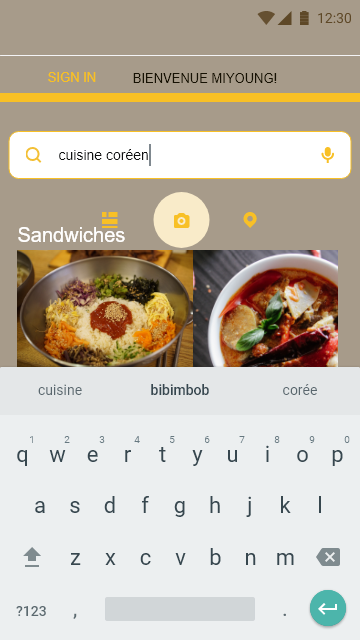 12:30
SIGN IN BIENVENUE MIYOUNG!
cuisine coréen
Sandwiches
cuisine bibimbob corée
1 2 3 4 5 6 7 8 9 0
q w e r t y u i o p
a s d f g h j k l
z x c v b n m
?123 , .